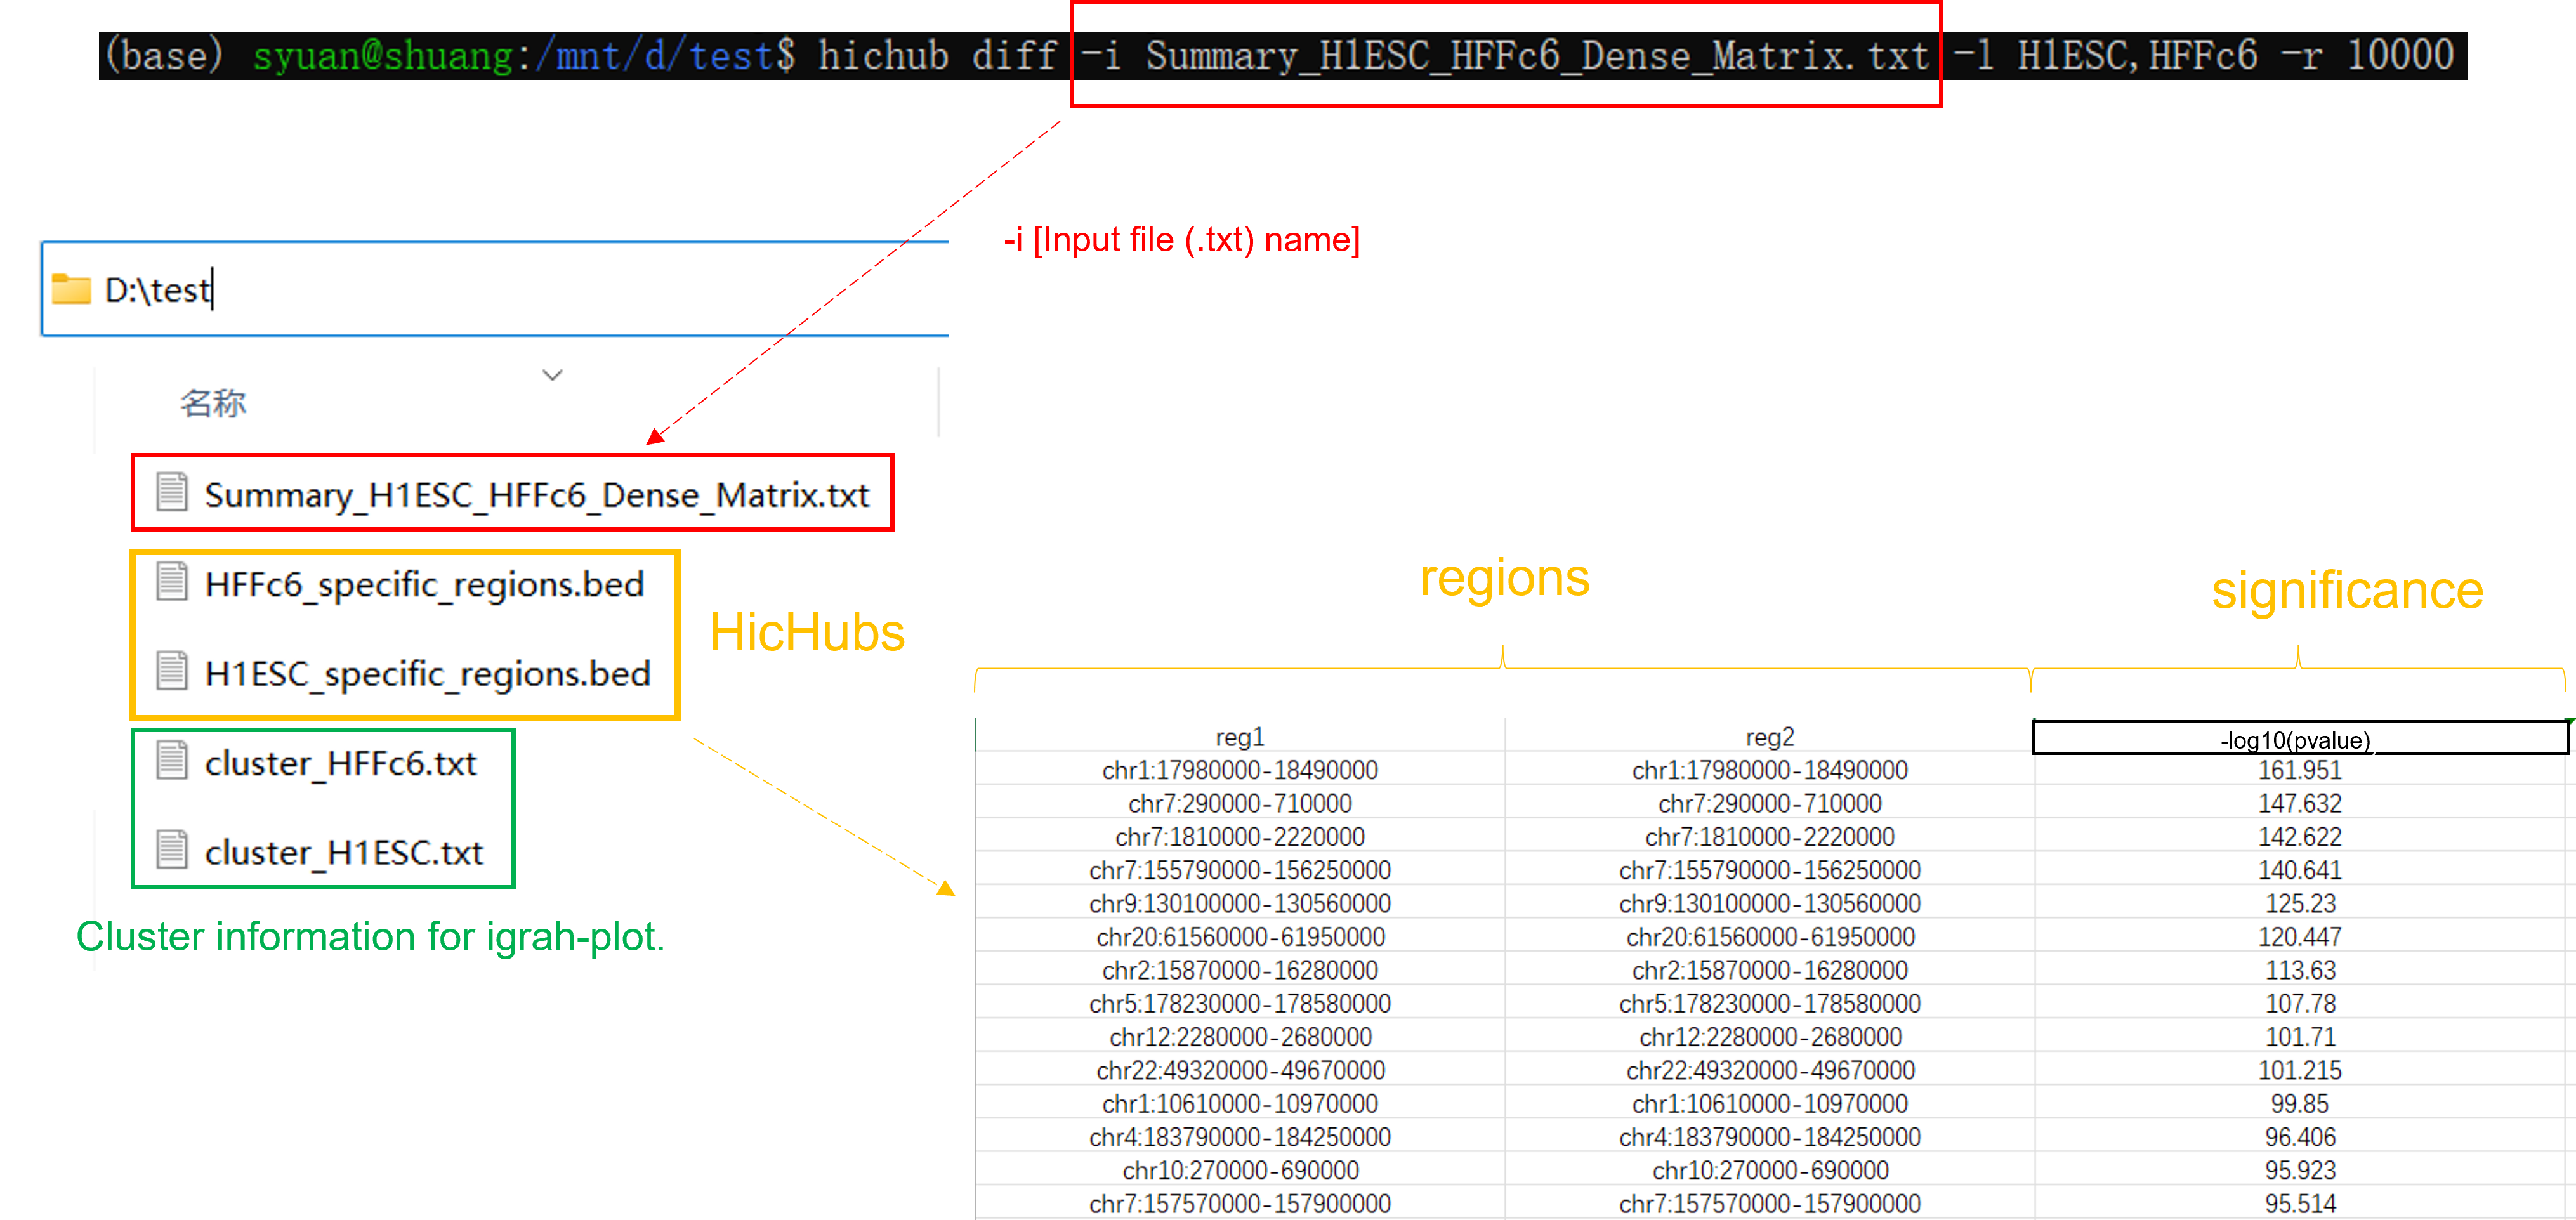 (base) syuan@shuang:/mnt/d/test$ hichub diff -i Summary_H1ESC_HFFc6_Dense_Matrix.txt -l H1ESC,HFFc6 -r 10000
-i [Input file (.txt) name]
D:\test
名称
Summary_H1ESC_HFFc6_Dense_Matrix.txt
HFFc6_specific_regions.bed
H1ESC_specific_regions.bed
HicHubs
cluster_HFFc6.txt
cluster_H1ESC.txt
Cluster information for igrah-plot.
regions
significance
reg1 reg2 -log10(pvalue)
chr1:17980000-18490000 chr1:17980000-18490000 161.951
chr7:290000-710000 chr7:290000-710000 147.632
chr7:1810000-2220000 chr7:1810000-2220000 142.622
chr7:155790000-156250000 chr7:155790000-156250000 140.641
chr9:130100000-130560000 chr9:130100000-130560000 125.23
chr20:61560000-61950000 chr20:61560000-61950000 120.447
chr2:15870000-16280000 chr2:15870000-16280000 113.63
chr5:178230000-178580000 chr5:178230000-178580000 107.78
chr12:2280000-2680000 chr12:2280000-2680000 101.71
chr22:49320000-49670000 chr22:49320000-49670000 101.215
chr1:10610000-10970000 chr1:10610000-10970000 99.85
chr4:183790000-184250000 chr4:183790000-184250000 96.406
chr10:270000-690000 chr10:270000-690000 95.923
chr7:157570000-157900000 chr7:157570000-157900000 95.514